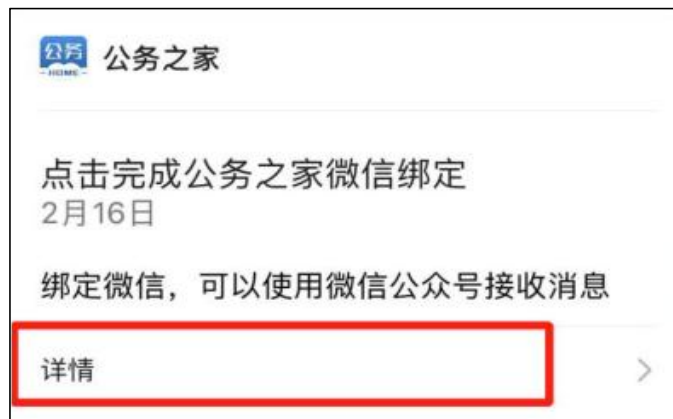 公务
HOME
公务之家
点击完成公务之家微信绑定
2月16日
绑定微信，可以使用微信公众号接收消息
详情